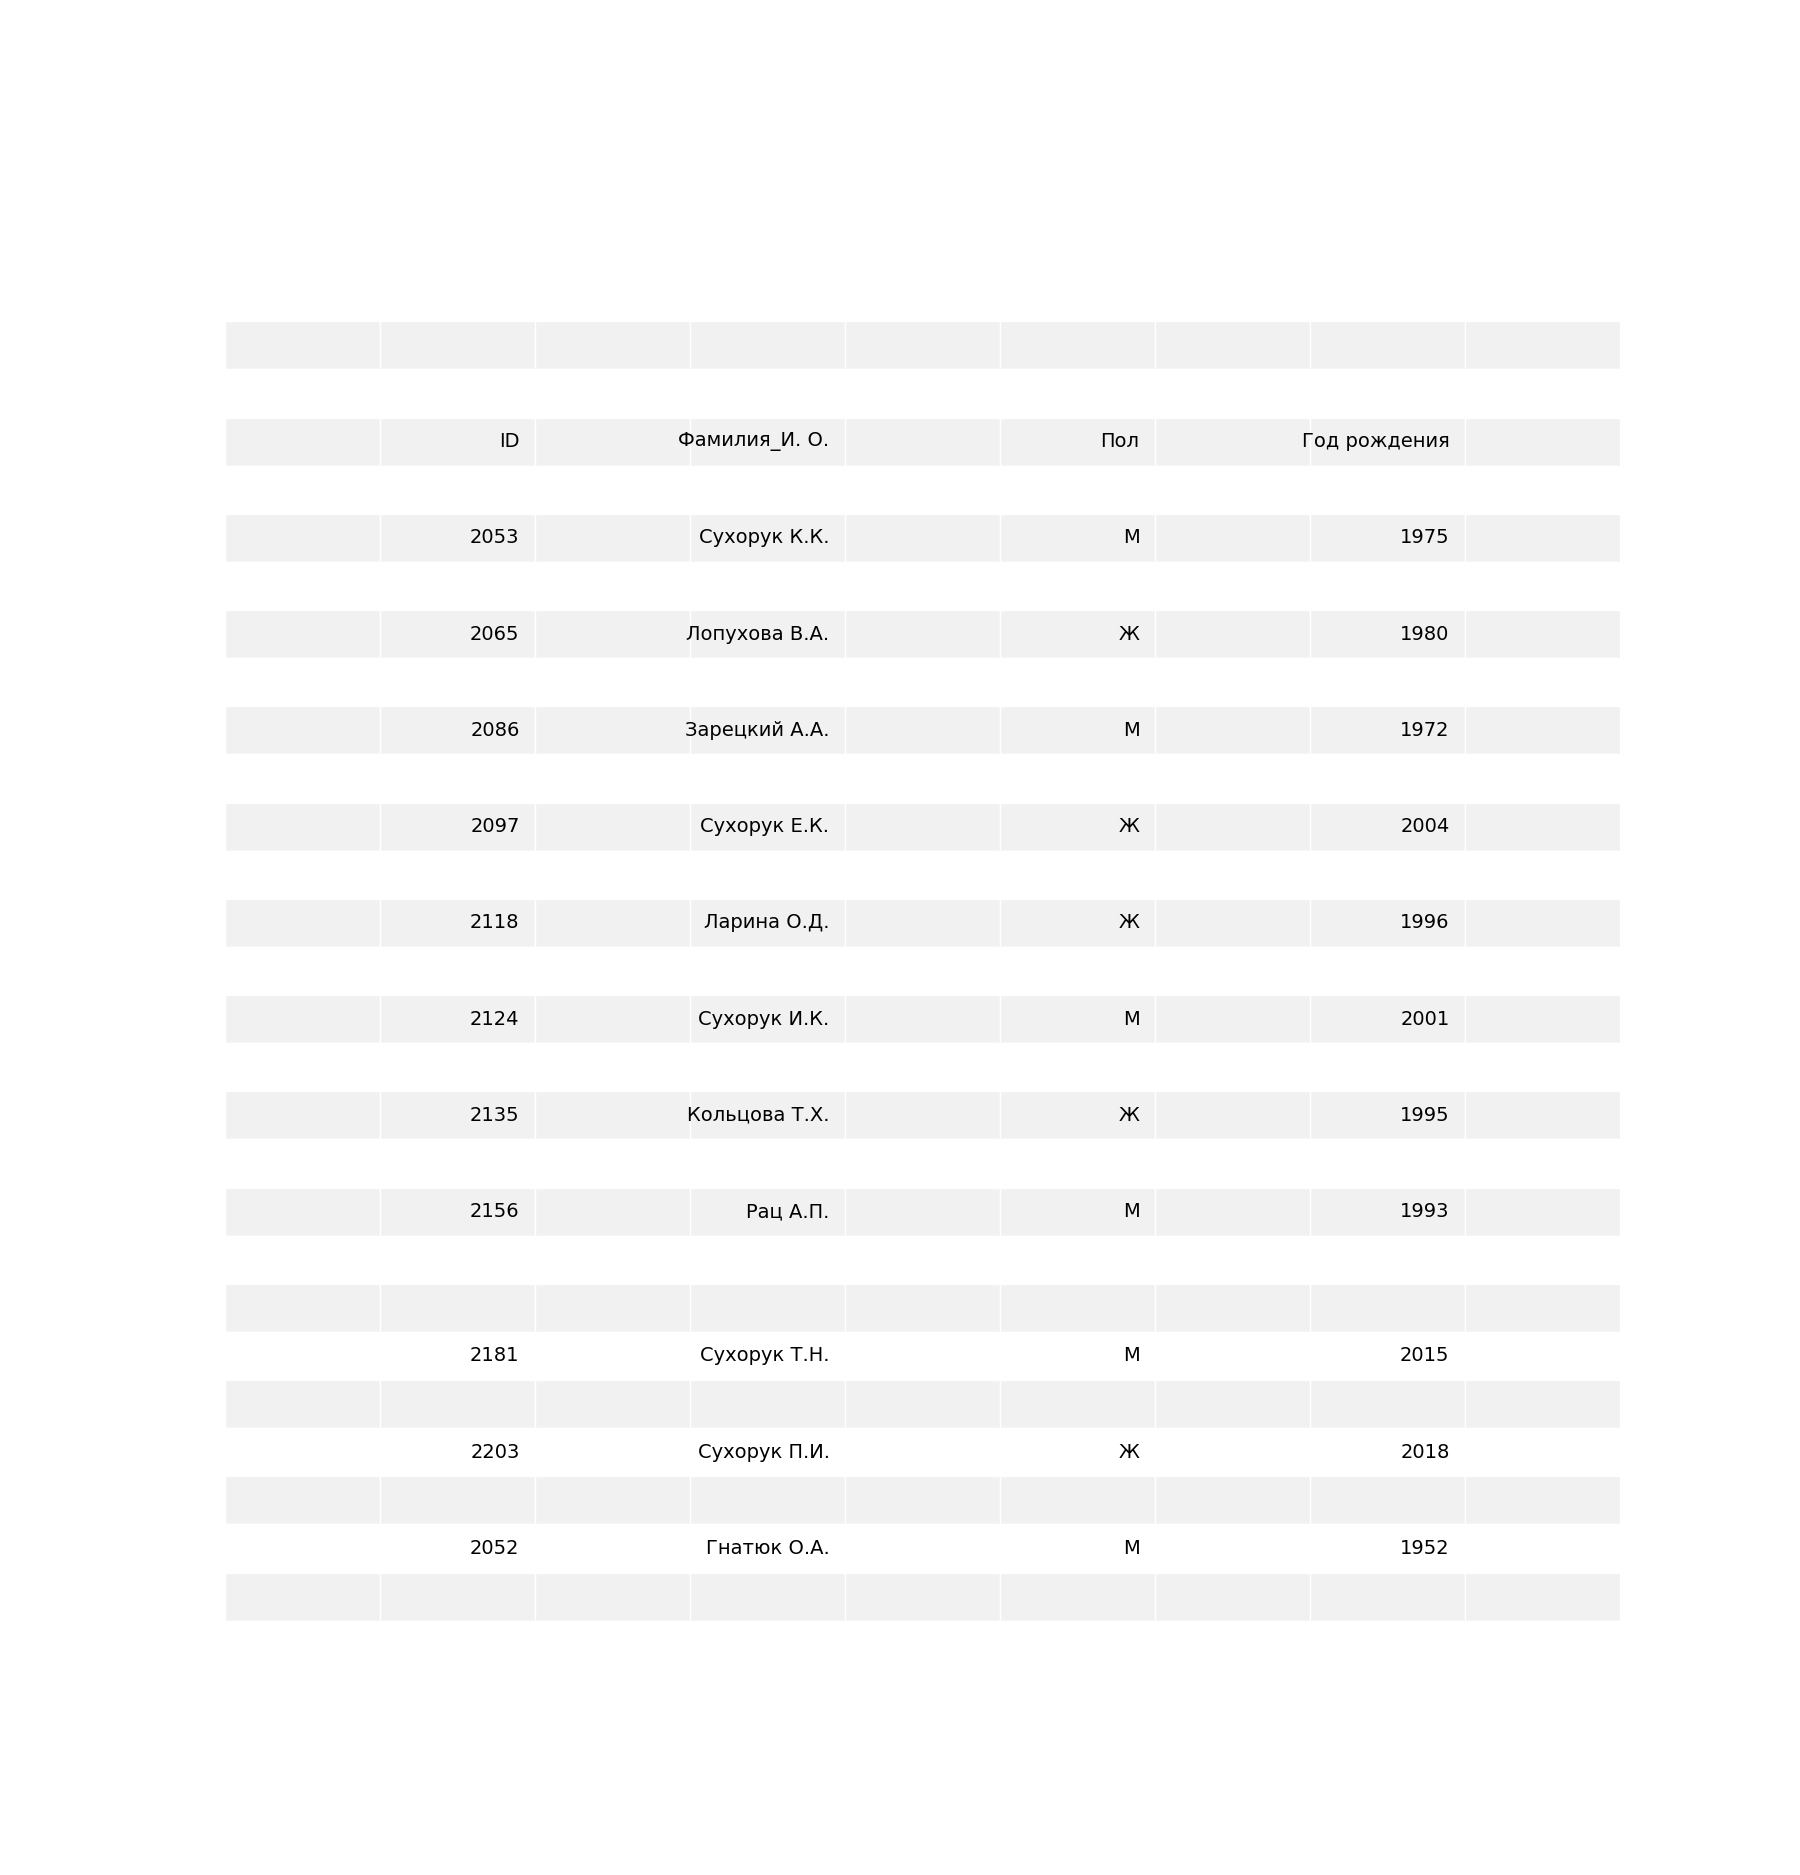 ID Фамилия_И. О. Пол Год рождения
2053 Сухорук К.К. М 1975
2065 Лопухова В.А. Ж 1980
2086 Зарецкий А.А. М 1972
2097 Сухорук Е.К. Ж 2004
2118 Ларина О.Д. Ж 1996
2124 Сухорук И.К. М 2001
2135 Кольцова Т.Х. Ж 1995
2156 Рац А.П. М 1993
2181 Сухорук Т.Н. М 2015
2203 Сухорук П.И. Ж 2018
2052 Гнатюк О.А. М 1952